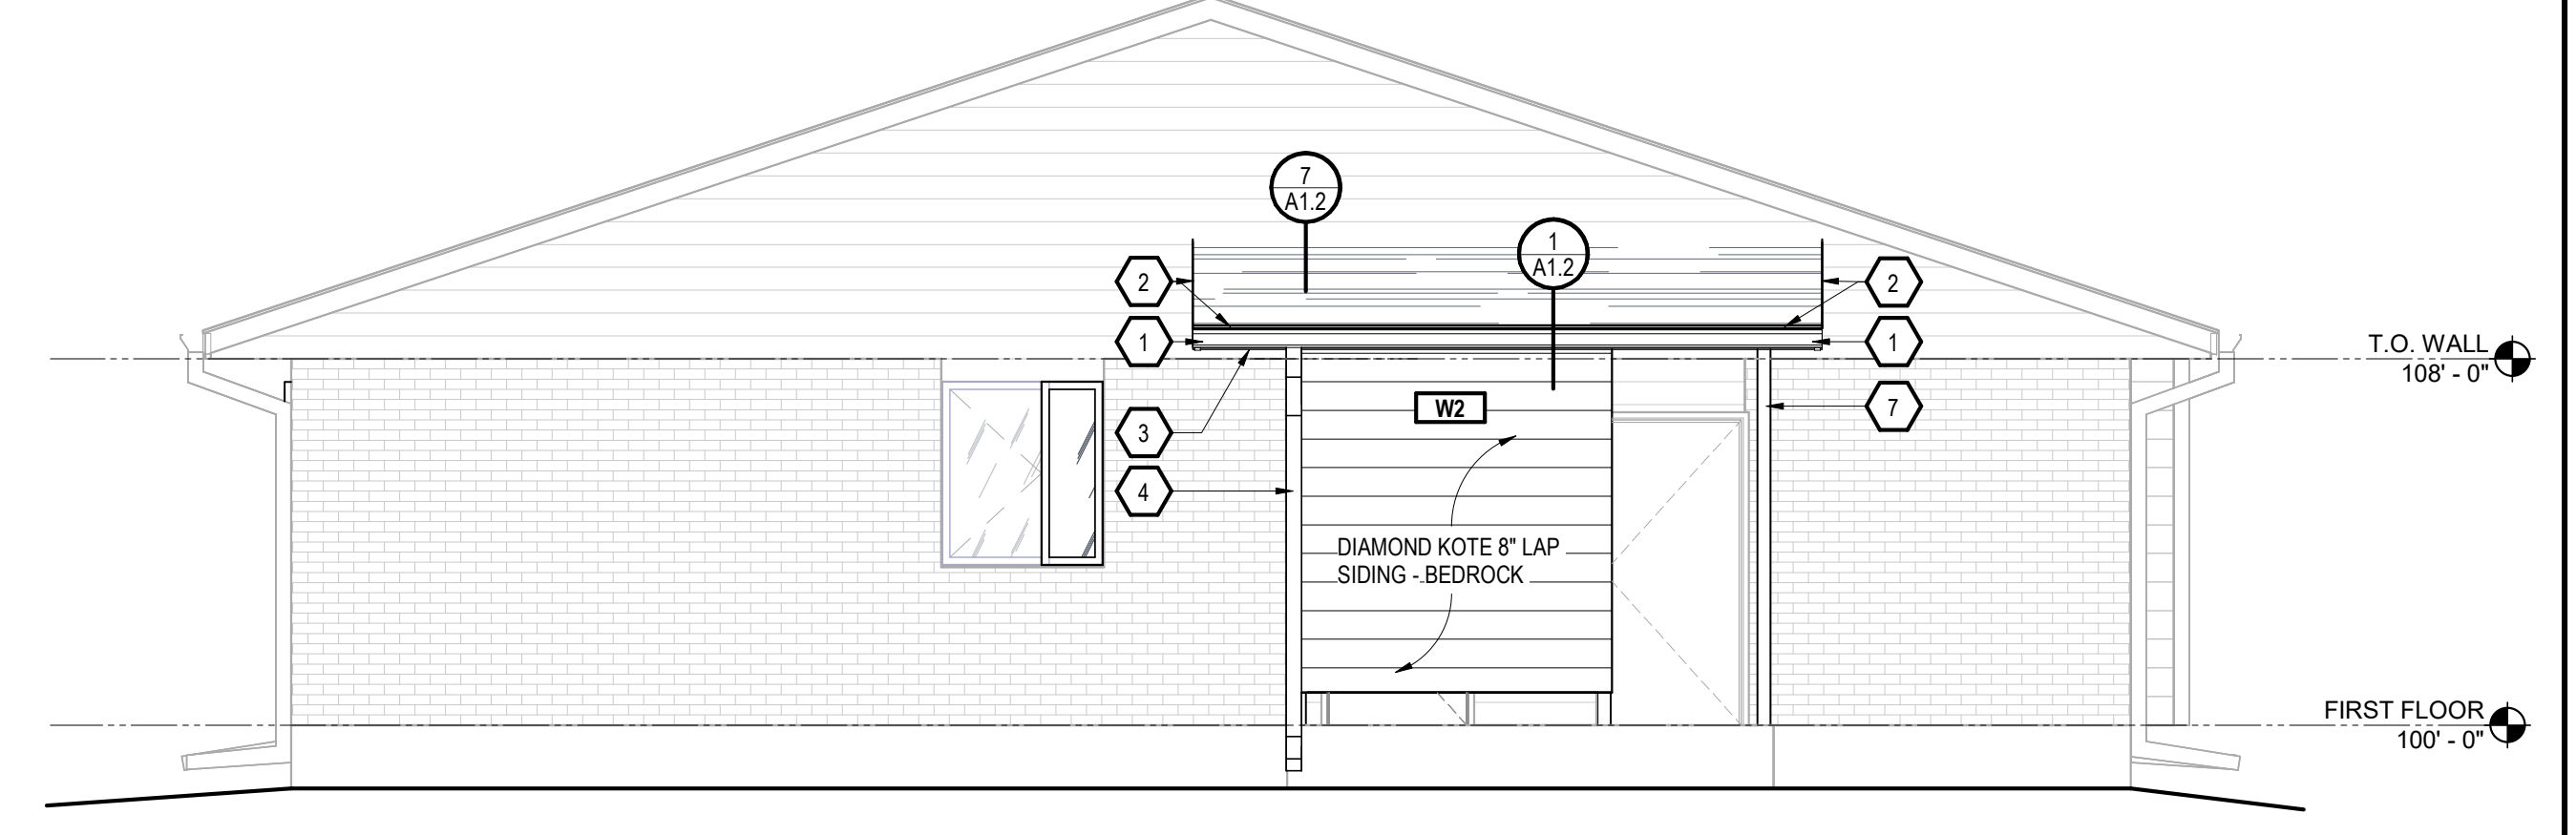 7
A1.2
1
A1.2
2
2
1
1
T.O. WALL
108' - 0"
W2
7
3
4
DIAMOND KOTE 8" LAP
SIDING - BEDROCK
FIRST FLOOR
100' - 0"